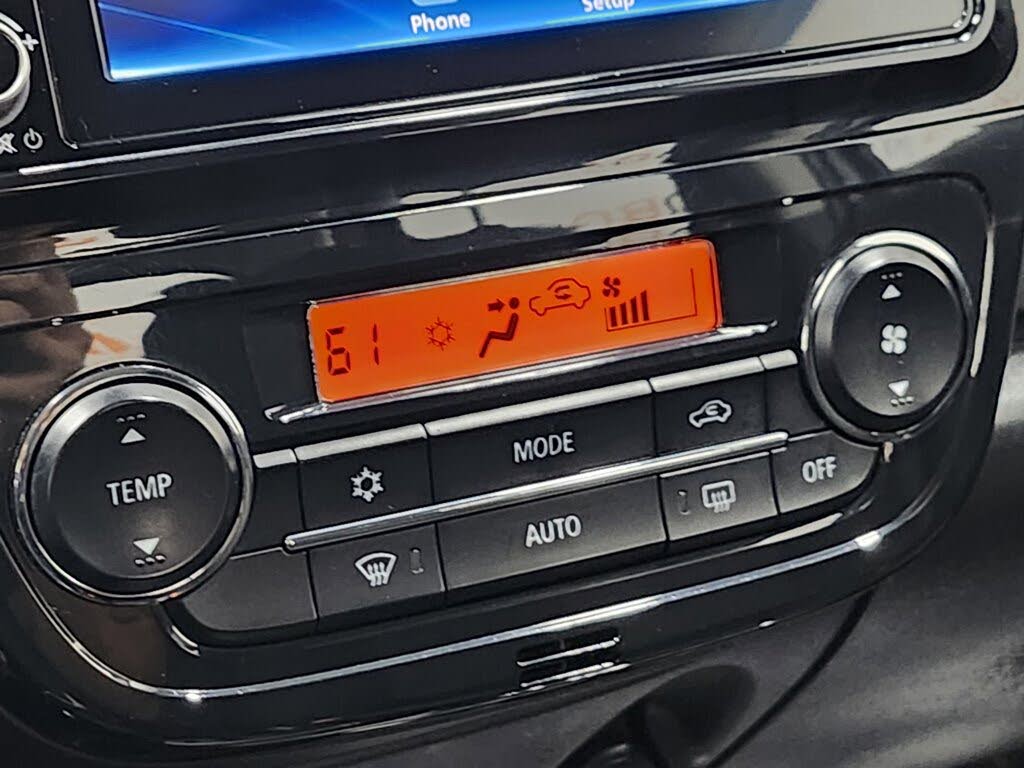 Phone
Setup
61
MODE
TEMP
AUTO
OFF